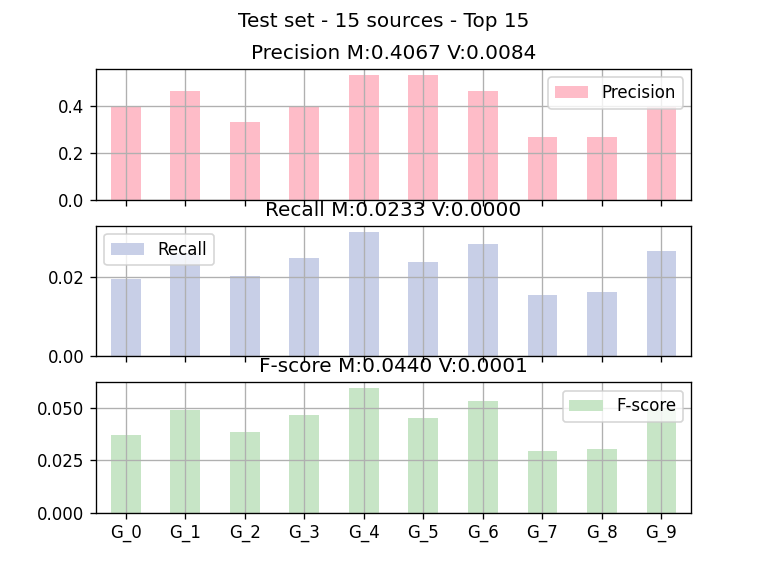 Test set - 15 sources - Top 15
Precision M:0.4067 V:0.0084
0.4
0.2
0.0
Precision
Recall M:0.0233 V:0.0000
0.02
0.00
Recall
F-score M:0.0440 V:0.0001
0.050
0.025
0.000
F-score
G_0 G_1 G_2 G_3 G_4 G_5 G_6 G_7 G_8 G_9